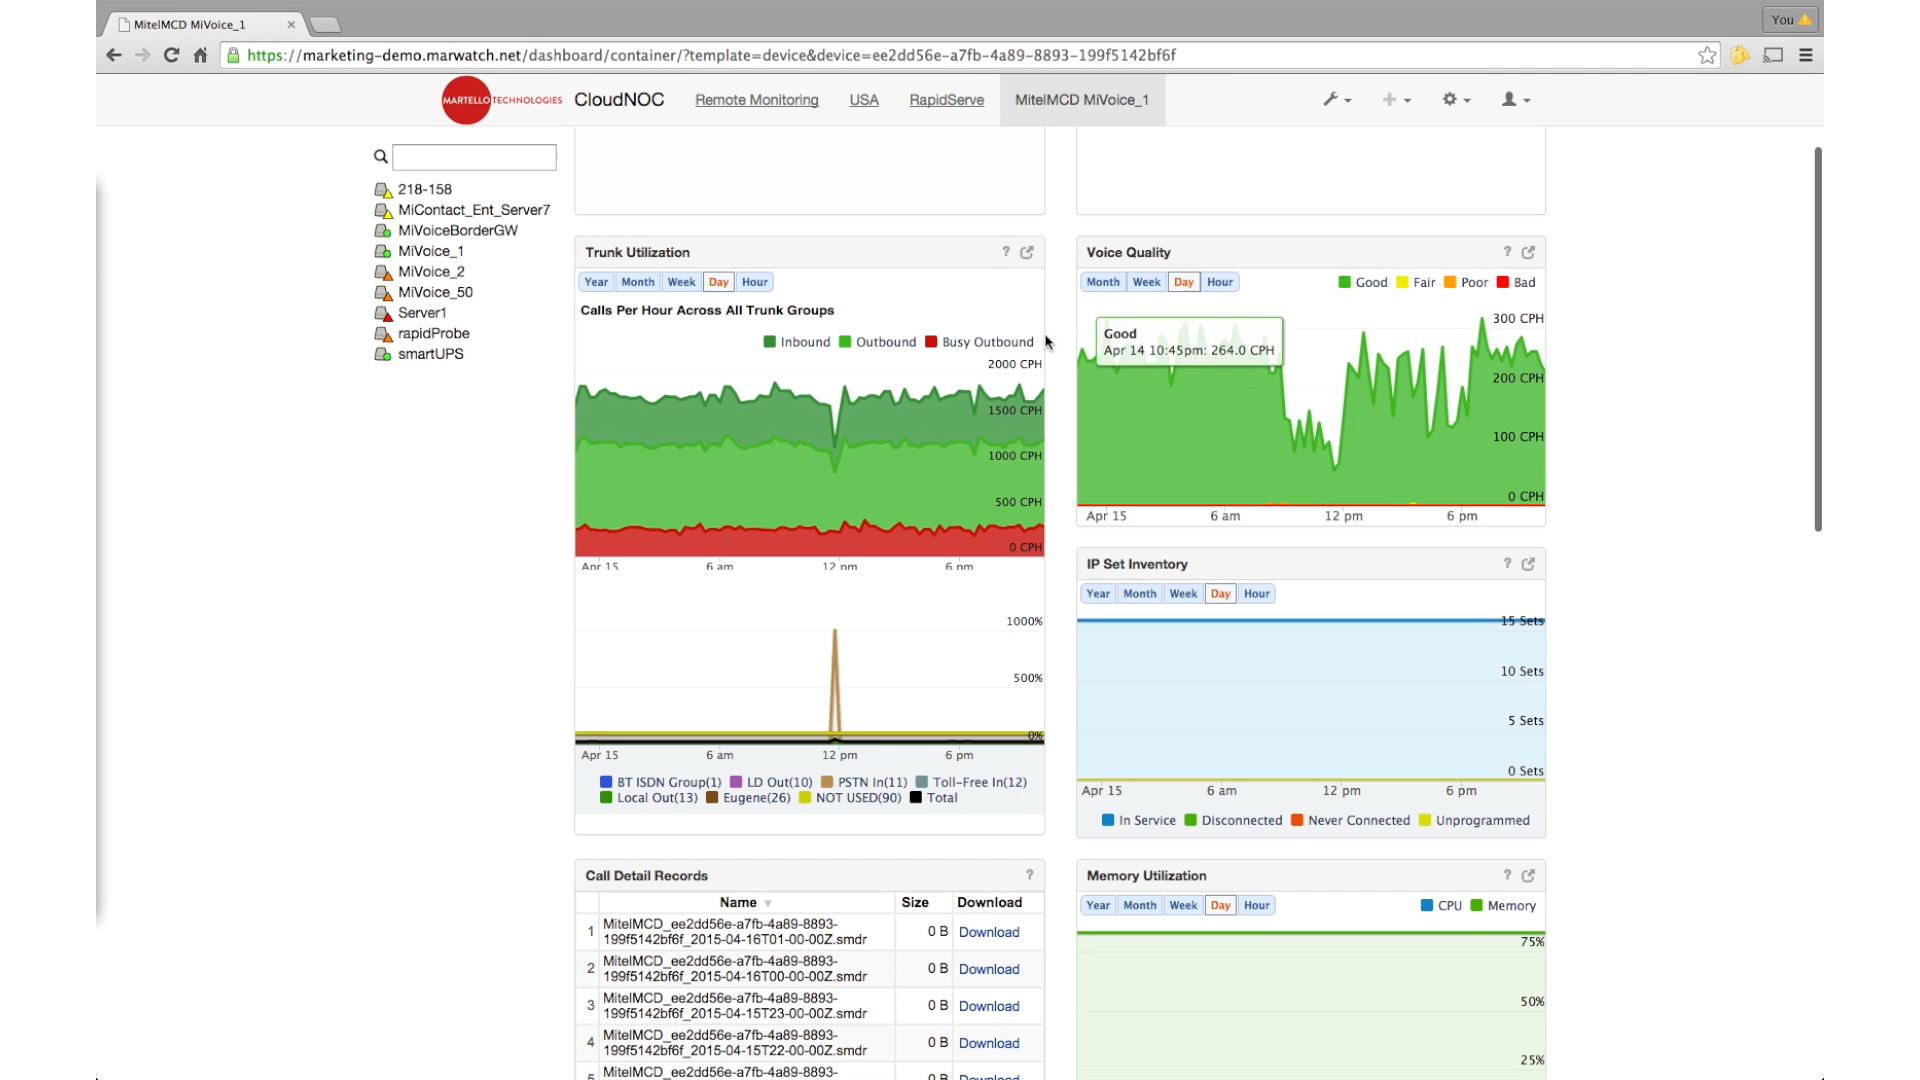 MitelMCD MiVoice_1
You
https://marketing-demo.marwatch.net/dashboard/container/?template=device&device=ee2dd56e-a7fb-4a89-8893-199f5142bf6f
MARTELLO TECHNOLOGIES CloudNOC Remote Monitoring USA RapidServe MitelMCD MiVoice_1
218-158
MiContact_Ent_Server7
MiVoiceBorderGW
MiVoice_1
MiVoice_2
MiVoice_50
Server1
rapidProbe
smartUPS
Trunk Utilization ?
Year Month Week Day Hour
Calls Per Hour Across All Trunk Groups
Inbound Outbound Busy Outbound
2000 CPH
1500 CPH
1000 CPH
500 CPH
0 CPH
Apr 15 6 am 12 pm 6 pm
1000%
500%
0%
Apr 15 6 am 12 pm 6 pm
BT ISDN Group(1) LD Out(10) PSTN In(11) Toll-Free In(12)
Local Out(13) Eugene(26) NOT USED(90) Total
Voice Quality ?
Month Week Day Hour
Good Fair Poor Bad
Good
Apr 14 10:45pm: 264.0 CPH
300 CPH
200 CPH
100 CPH
0 CPH
Apr 15 6 am 12 pm 6 pm
IP Set Inventory ?
Year Month Week Day Hour
15 Sets
10 Sets
5 Sets
0 Sets
Apr 15 6 am 12 pm 6 pm
In Service Disconnected Never Connected Unprogrammed
Call Detail Records ?
Name Size Download
1 MitelMCD_ee2dd56e-a7fb-4a89-8893-
199f5142bf6f_2015-04-16T01-00-00Z.smdr 0 B Download
2 MitelMCD_ee2dd56e-a7fb-4a89-8893-
199f5142bf6f_2015-04-16T00-00-00Z.smdr 0 B Download
3 MitelMCD_ee2dd56e-a7fb-4a89-8893-
199f5142bf6f_2015-04-15T23-00-00Z.smdr 0 B Download
4 MitelMCD_ee2dd56e-a7fb-4a89-8893-
199f5142bf6f_2015-04-15T22-00-00Z.smdr 0 B Download
5 MitelMCD_ee2dd56e-a7fb-4a89-8893- 0 B Download
Memory Utilization ?
Year Month Week Day Hour
CPU Memory
75%
50%
25%